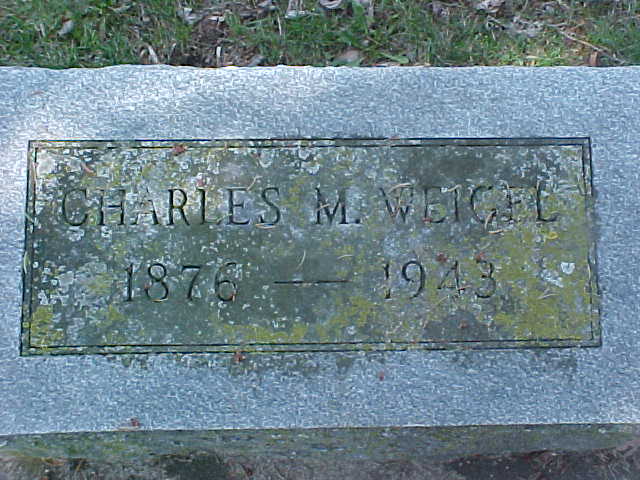 CHARLES M. WEIGEL
1876 — 1943